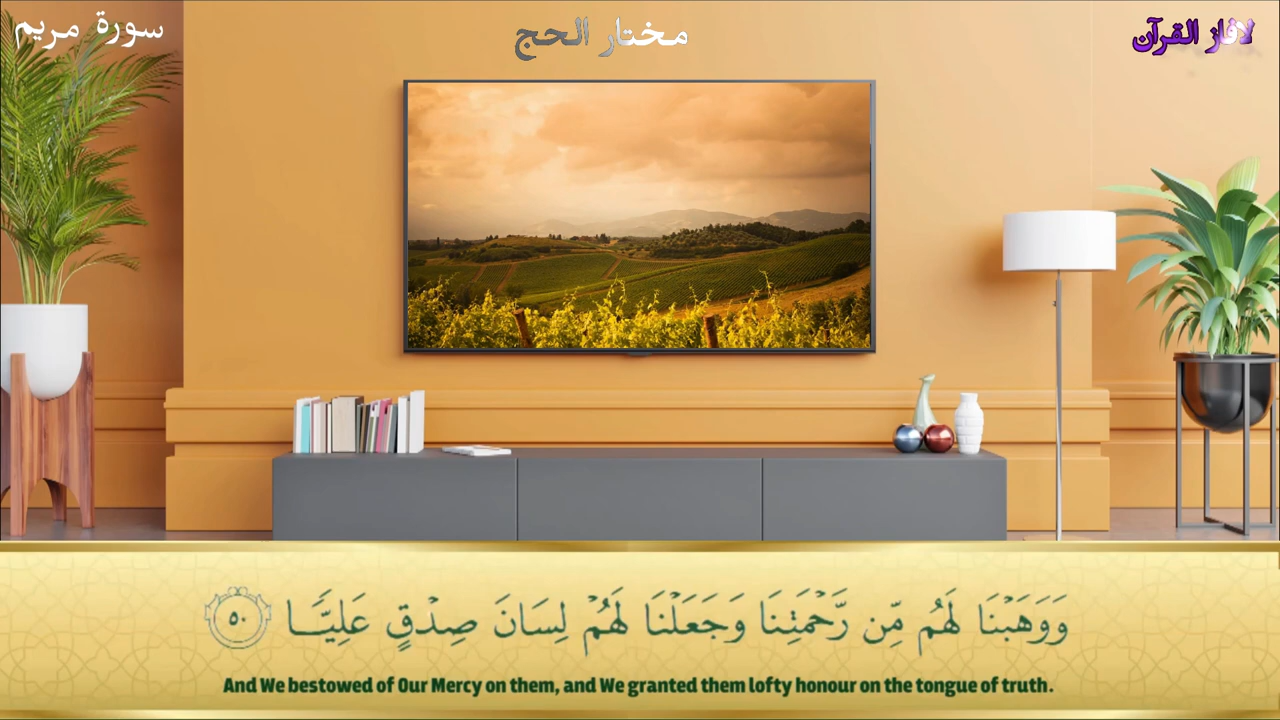 سورة مريم
مختار الحج
لافاز القرآن
وَوَهَبْنَا لَهُم مِّن رَّحْمَتِنَا وَجَعَلْنَا لَهُمْ لِسَانَ صِدْقٍ عَلِيًّا ٥٠
And We bestowed of Our Mercy on them, and We granted them lofty honour on the tongue of truth.